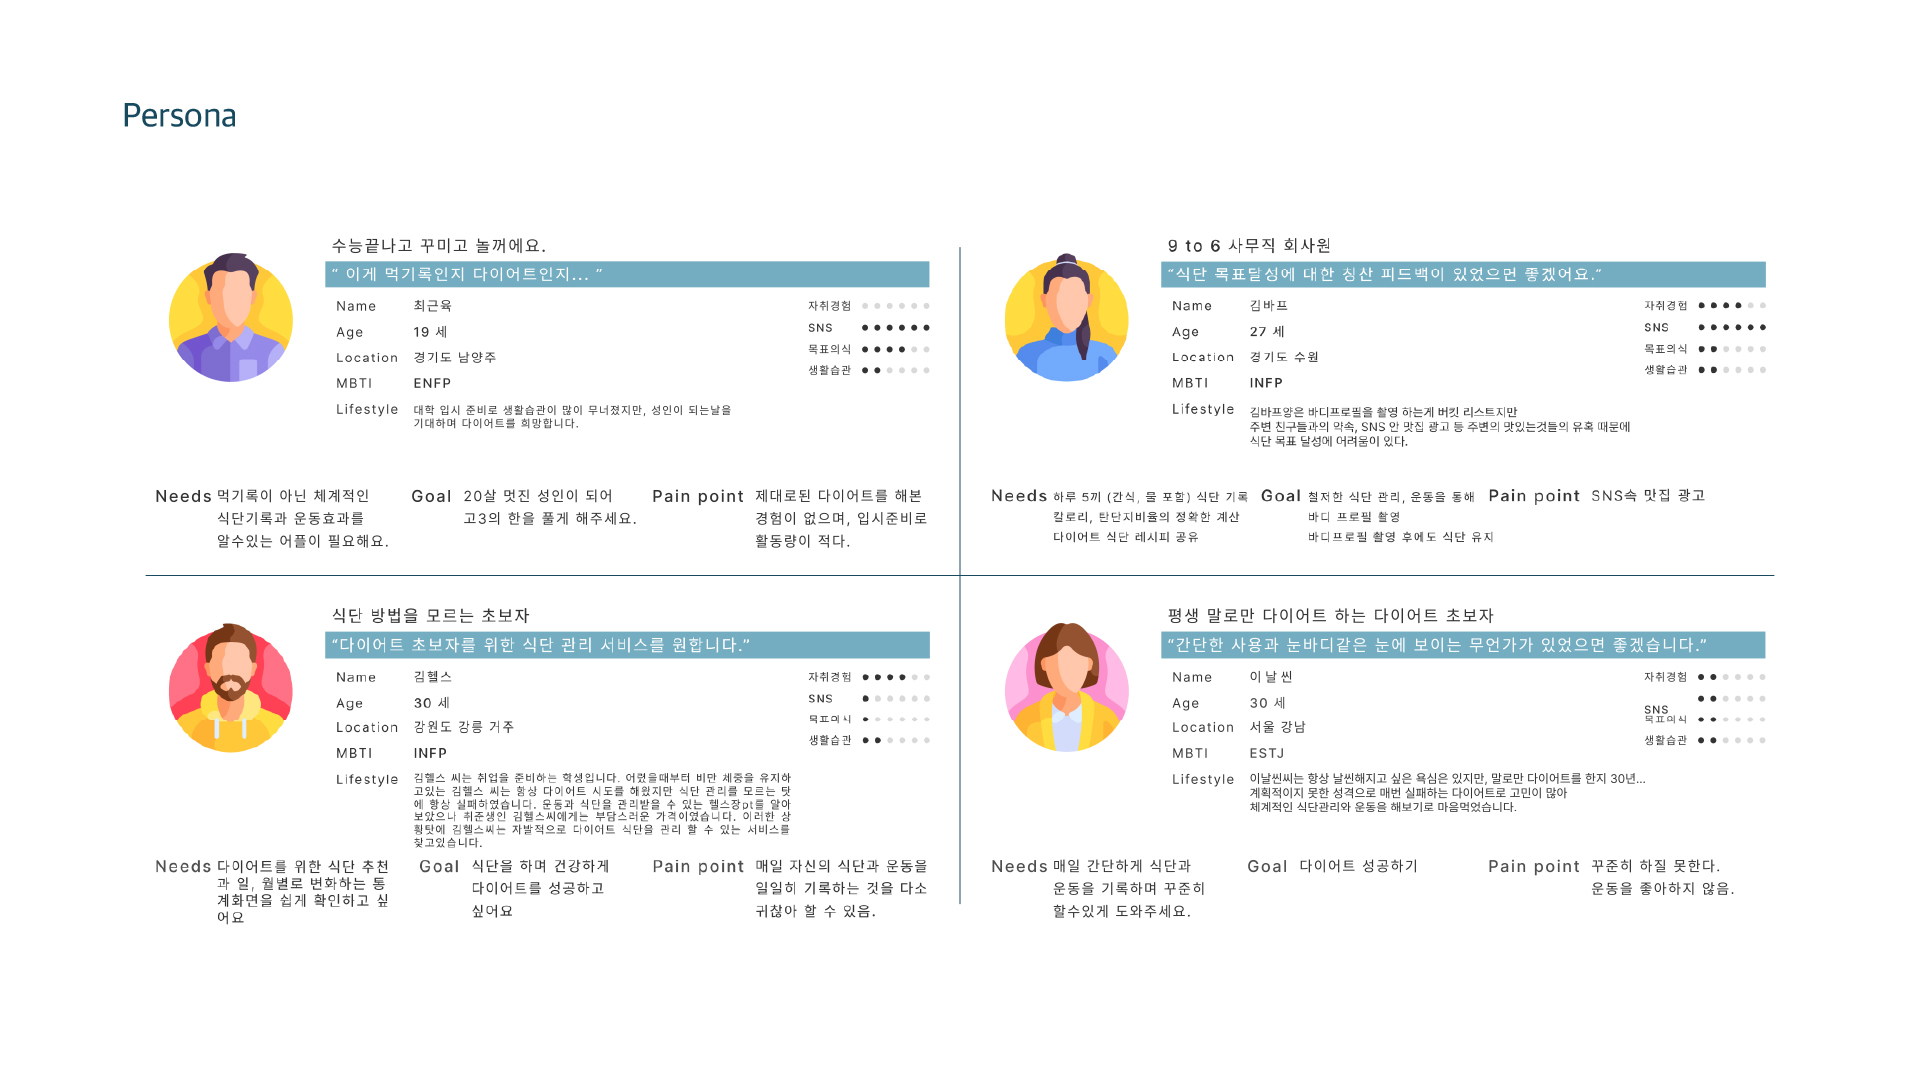 Persona
수능끝나고 꾸미고 놀꺼에요.
“ 이게 먹기록인지 다이어트인지... ”
Name 최근육
Age 19 세
Location 경기도 남양주
MBTI ENFP
Lifestyle 대학 입시 준비로 생활습관이 많이 무너졌지만, 성인이 되는날을
기대하며 다이어트를 희망합니다.
자취경험
SNS
목표의식
생활습관
Needs 먹기록이 아닌 체계적인
식단기록과 운동효과를
알수있는 어플이 필요해요.
Goal 20살 멋진 성인이 되어
고3의 한을 풀게 해주세요.
Pain point 제대로된 다이어트를 해본
경험이 없으며, 입시준비로
활동량이 적다.
9 to 6 사무직 회사원
“식단 목표달성에 대한 칭산 피드백이 있었으면 좋겠어요.”
Name 김바프
Age 27 세
Location 경기도 수원
MBTI INFP
Lifestyle 김바프양은 바디프로필을 촬영 하는게 버킷 리스트지만
주변 친구들과의 약속, SNS 안 맛집 광고 등 주변의 맛있는것들의 유혹 때문에
식단 목표 달성에 어려움이 있다.
자취경험
SNS
목표의식
생활습관
Needs 하루 5끼 (간식, 물 포함) 식단 기록
칼로리, 탄단지비율의 정확한 계산
다이어트 식단 레시피 공유
Goal 철저한 식단 관리, 운동을 통해
바디 프로필 촬영
바디프로필 촬영 후에도 식단 유지
Pain point SNS속 맛집 광고
식단 방법을 모르는 초보자
“다이어트 초보자를 위한 식단 관리 서비스를 원합니다.”
Name 김헬스
Age 30 세
Location 강원도 강릉 거주
MBTI INFP
Lifestyle 김헬스 씨는 취업을 준비하는 학생입니다. 어렸을때부터 비만 체중을 유지하
고있는 김헬스 씨는 항상 다이어트 시도를 해왔지만 식단 관리를 모르는 탓
에 항상 실패하였습니다. 운동과 식단을 관리받을 수 있는 헬스장pt를 알아
보았으나 취준생인 김헬스씨에게는 부담스러운 가격이였습니다. 이러한 상
황탓에 김헬스씨는 자발적으로 다이어트 식단을 관리 할 수 있는 서비스를
찾고있습니다.
자취경험
SNS
목표의식
생활습관
Needs 다이어트를 위한 식단 추천
과 일, 월별로 변화하는 통
계화면을 쉽게 확인하고 싶
어요
Goal 식단을 하며 건강하게
다이어트를 성공하고
싶어요
Pain point 매일 자신의 식단과 운동을
일일히 기록하는 것을 다소
귀찮아 할 수 있음.
평생 말로만 다이어트 하는 다이어트 초보자
“간단한 사용과 눈바디같은 눈에 보이는 무언가가 있었으면 좋겠습니다.”
Name 이날씬
Age 30 세
Location 서울 강남
MBTI ESTJ
Lifestyle 이날씬씨는 항상 날씬해지고 싶은 욕심은 있지만, 말로만 다이어트를 한지 30년...
계획적이지 못한 성격으로 매번 실패하는 다이어트로 고민이 많아
체계적인 식단관리와 운동을 해보기로 마음먹었습니다.
자취경험
SNS
목표의식
생활습관
Needs 매일 간단하게 식단과
운동을 기록하며 꾸준히
할수있게 도와주세요.
Goal 다이어트 성공하기
Pain point 꾸준히 하질 못한다.
운동을 좋아하지 않음.